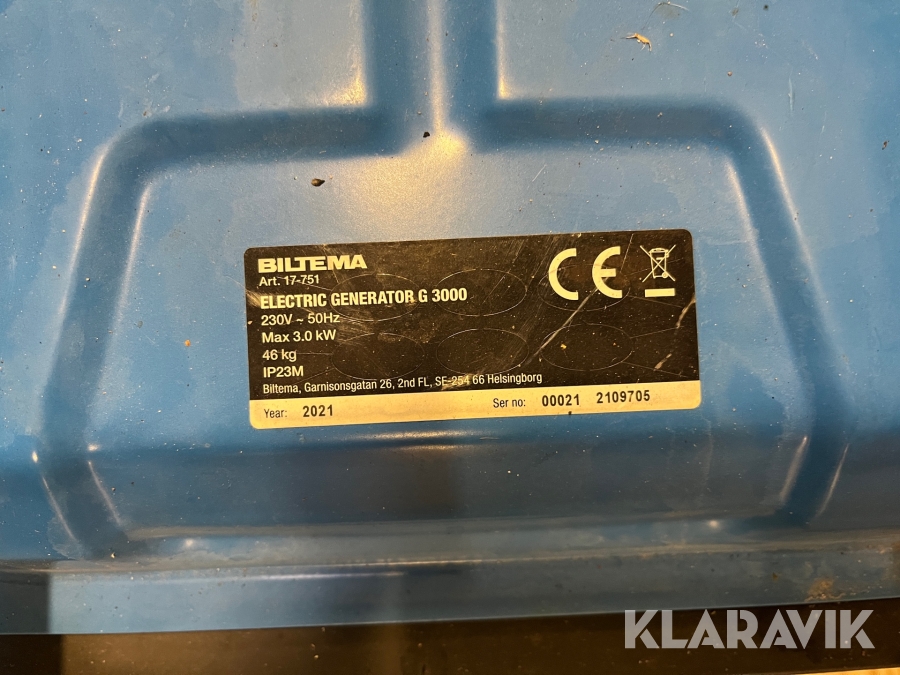 BILTEMA
Art. 17-751
ELECTRIC GENERATOR G 3000
230V ~ 50Hz
Max 3.0 kW
46 kg
IP23M
Biltema, Garnisonsgatan 26, 2nd FL, SE-254 66 Helsingborg
Year: 2021 Ser no: 00021 2109705
CE
KLARAVIK